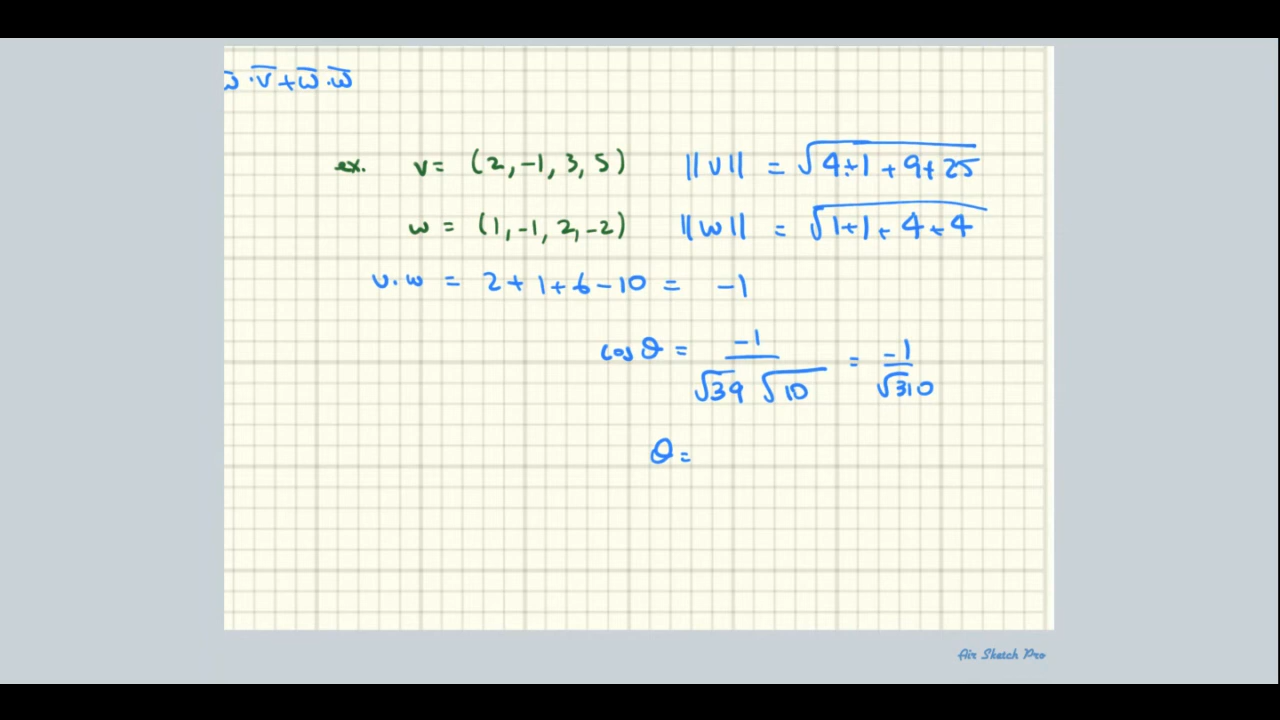 w̅ · v̅ + w̅ · w̅
ex. v = (2, -1, 3, 5) ||v|| = √(4+1+9+25)
w = (1, -1, 2, -2) ||w|| = √(1+1+4+4)
v.w = 2+1+6-10 = -1
cos θ = -1/(√39 √10) = -1/√310
θ =
Air Sketch Pro